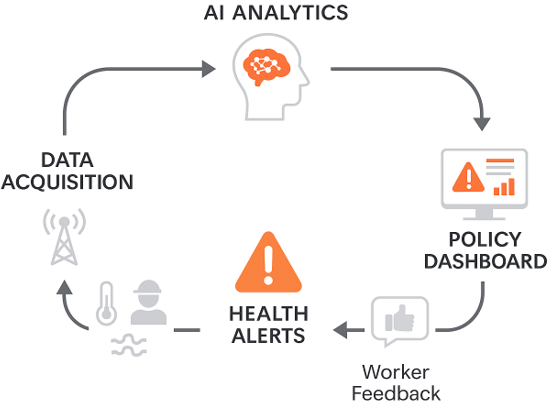 AI ANALYTICS
DATA
ACQUISITION
POLICY
DASHBOARD
HEALTH
ALERTS
Worker
Feedback